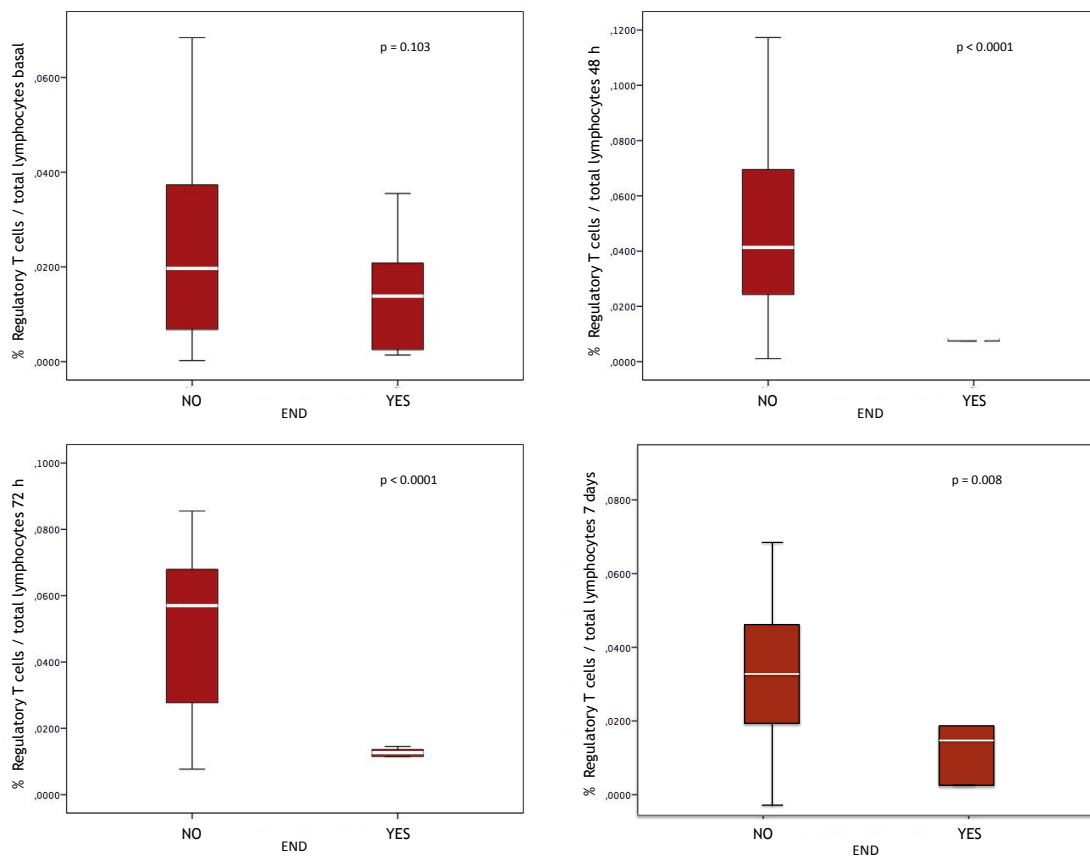 % Regulatory T cells / total lymphocytes basal
p = 0.103
,0600
,0400
,0200
,0000
NO YES
END
% Regulatory T cells / total lymphocytes 48 h
p < 0.0001
,1200
,1000
,0800
,0600
,0400
,0200
,0000
NO YES
END
% Regulatory T cells / total lymphocytes 72 h
p < 0.0001
,1000
,0800
,0600
,0400
,0200
,0000
NO YES
END
% Regulatory T cells / total lymphocytes 7 days
p = 0.008
,0800
,0600
,0400
,0200
,0000
NO YES
END